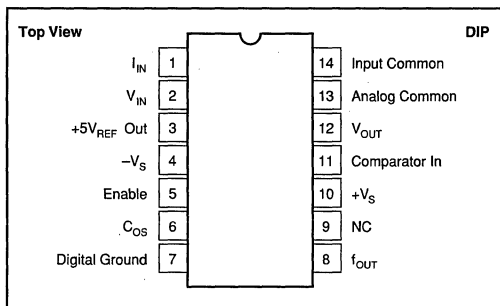 Top View DIP
I_IN 1 14 Input Common
V_IN 2 13 Analog Common
+5V_REF Out 3 12 V_OUT
–V_S 4 11 Comparator In
Enable 5 10 +V_S
C_OS 6 9 NC
Digital Ground 7 8 f_OUT